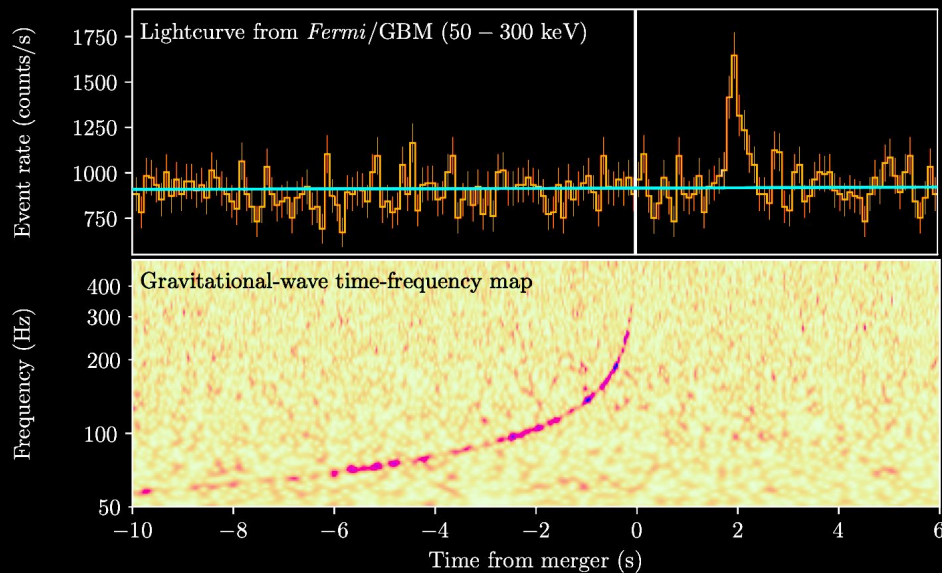 Lightcurve from Fermi/GBM (50 – 300 keV)
Event rate (counts/s)
1750
1500
1250
1000
750
Gravitational-wave time-frequency map
Frequency (Hz)
400
300
200
100
50
−10 −8 −6 −4 −2 0 2 4 6
Time from merger (s)